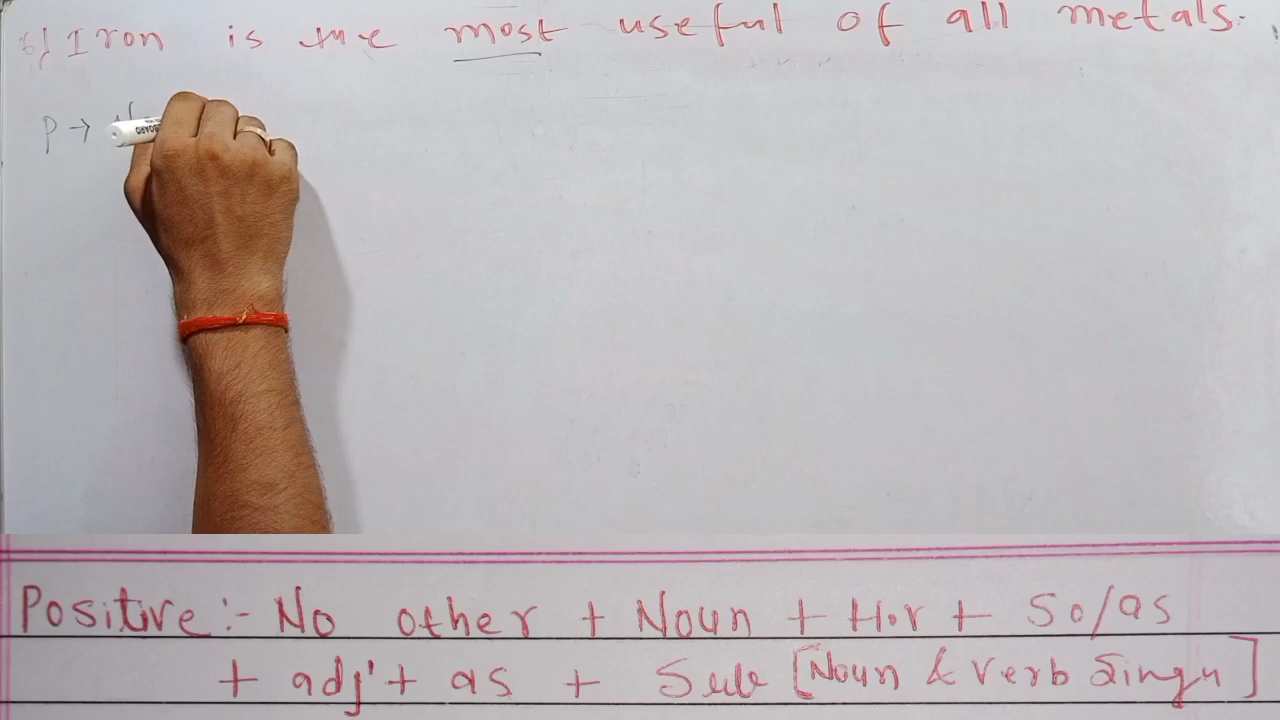 6) Iron is the most useful of all metals.
P → N
Positive :- No other + Noun + H.V + So/as
+ adj' + as + Sub [Noun & Verb Singu]